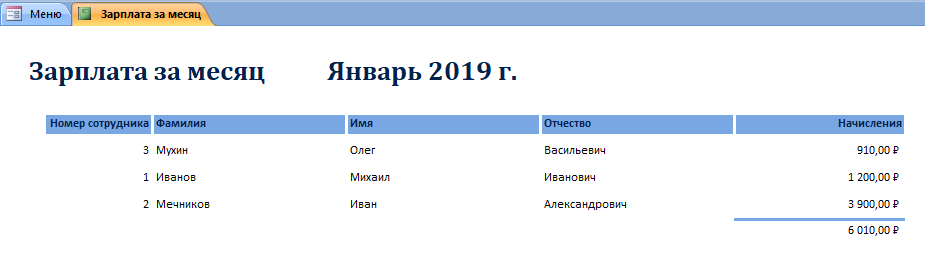 Меню Зарплата за месяц
Зарплата за месяц Январь 2019 г.
Номер сотрудника Фамилия Имя Отчество Начисления
3 Мухин Олег Васильевич 910,00 ₽
1 Иванов Михаил Иванович 1 200,00 ₽
2 Мечников Иван Александрович 3 900,00 ₽
6 010,00 ₽